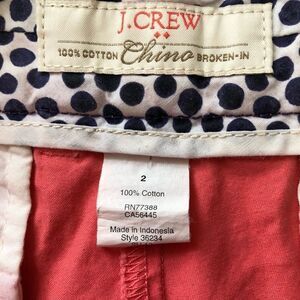 J.CREW
100% COTTON Chino BROKEN-IN
2
100% Cotton
RN77388
CA56445
Made in Indonesia
Style 36234